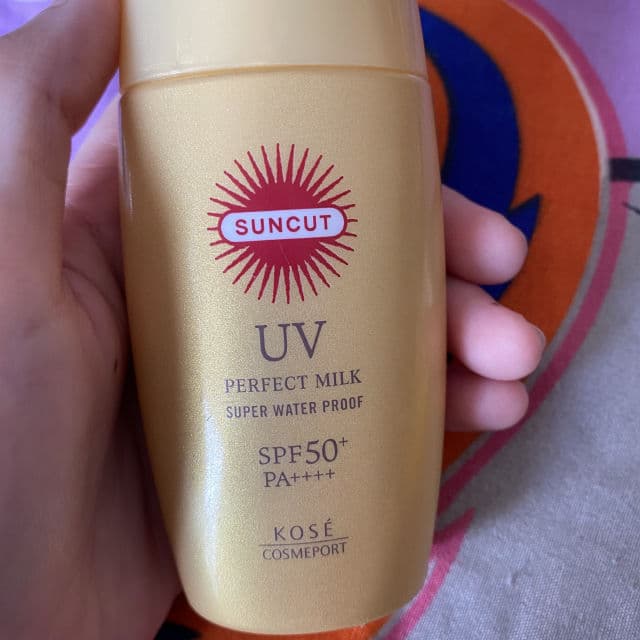 SUNCUT
UV
PERFECT MILK
SUPER WATER PROOF
SPF50+
PA++++
KOSÉ
COSMEPORT